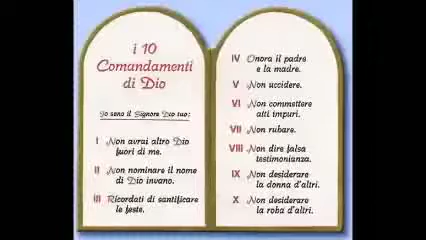 i 10
Comandamenti
di Dio
Io sono il Signore Dio tuo:
I Non avrai altro Dio
fuori di me.
II Non nominare il nome
di Dio invano.
III Ricordati di santificare
le feste.
IV Onora il padre
e la madre.
V Non uccidere.
VI Non commettere
atti impuri.
VII Non rubare.
VIII Non dire falsa
testimonianza.
IX Non desiderare
la donna d'altri.
X Non desiderare
la roba d'altri.